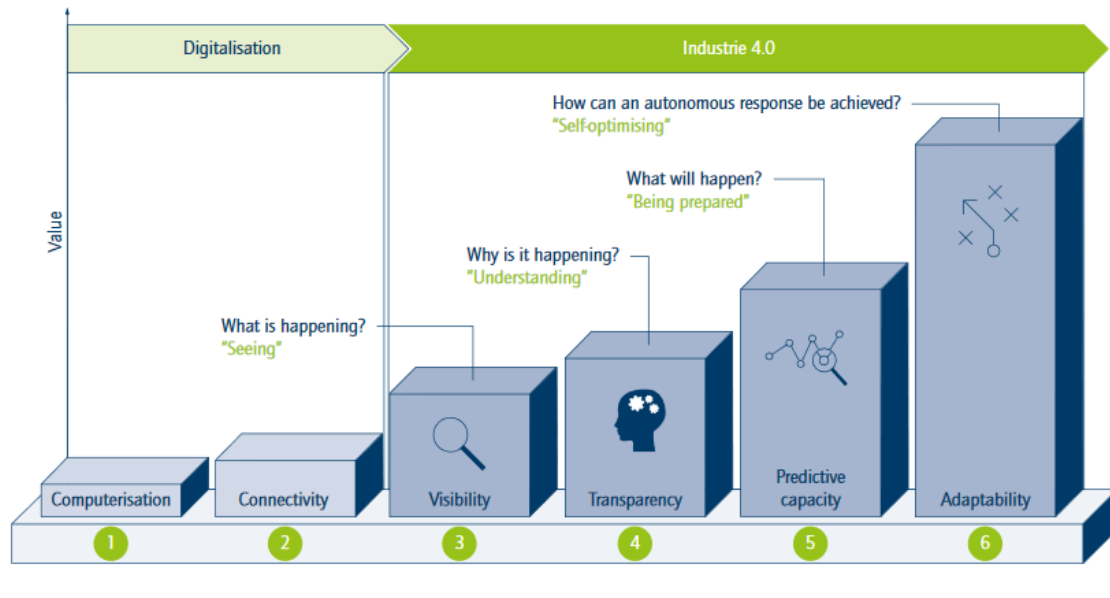 Digitalisation
Industrie 4.0
Value
How can an autonomous response be achieved?
"Self-optimising"
What will happen?
"Being prepared"
Why is it happening?
"Understanding"
What is happening?
"Seeing"
Computerisation
Connectivity
Visibility
Transparency
Predictive
capacity
Adaptability
1
2
3
4
5
6